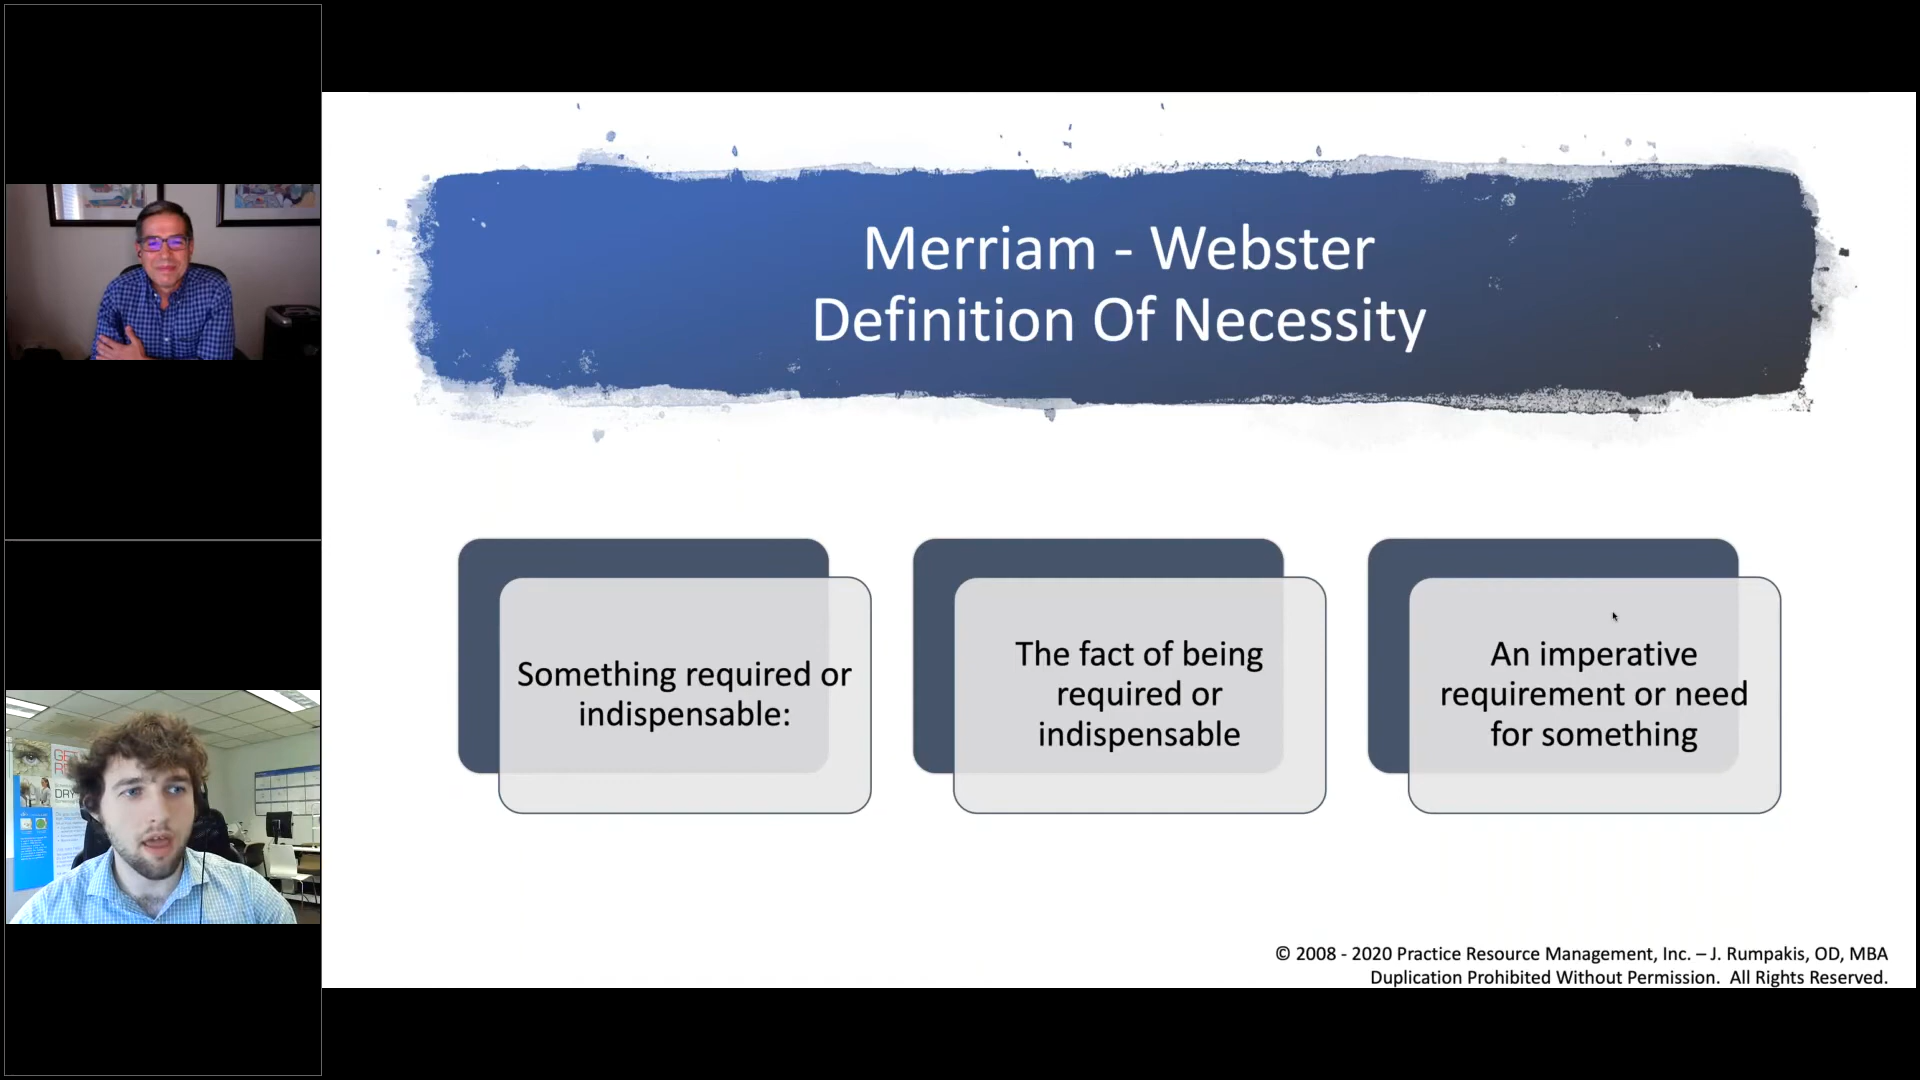 Merriam - Webster
Definition Of Necessity
Something required or
indispensable:
The fact of being
required or
indispensable
An imperative
requirement or need
for something
© 2008 - 2020 Practice Resource Management, Inc. – J. Rumpakis, OD, MBA
Duplication Prohibited Without Permission.  All Rights Reserved.
DRY